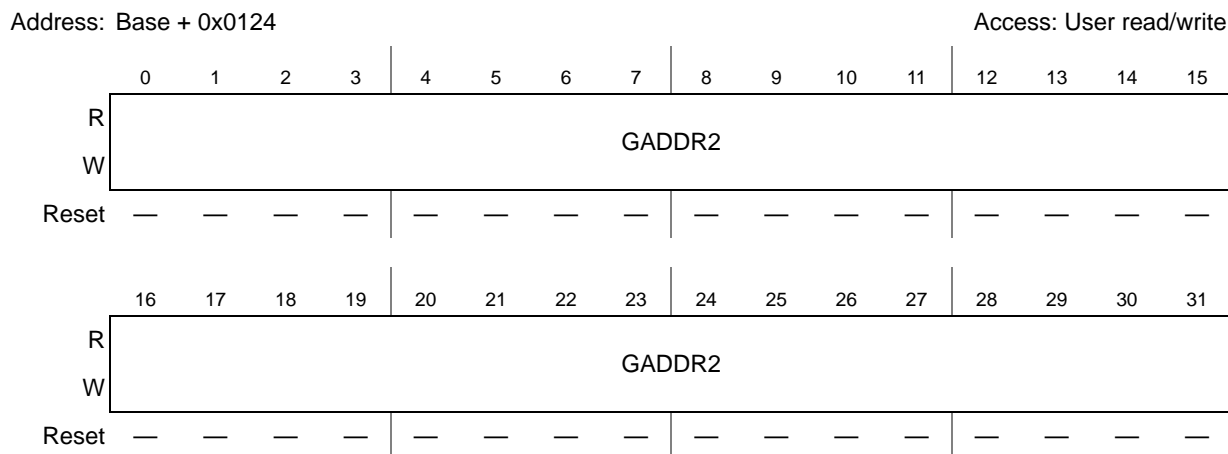 Address: Base + 0x0124 Access: User read/write
0 1 2 3 4 5 6 7 8 9 10 11 12 13 14 15
R
GADDR2
W
Reset — — — — — — — — — — — — — — — —
16 17 18 19 20 21 22 23 24 25 26 27 28 29 30 31
R
GADDR2
W
Reset — — — — — — — — — — — — — — — —